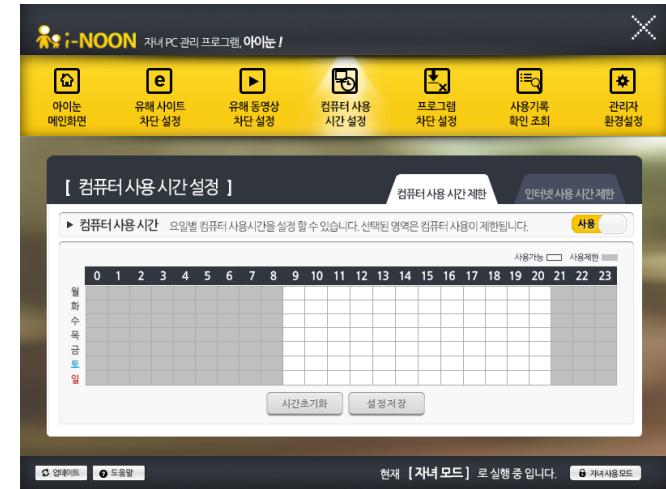 i-NOON 자녀 PC 관리 프로그램, 아이눈 !
아이눈 메인화면
유해 사이트 차단 설정
유해 동영상 차단 설정
컴퓨터 사용 시간 설정
프로그램 차단 설정
사용기록 확인 조회
관리자 환경설정
[ 컴퓨터 사용 시간 설정 ]
컴퓨터 사용 시간 제한
인터넷 사용 시간 제한
▶ 컴퓨터 사용 시간 요일별 컴퓨터 사용시간을 설정 할 수 있습니다. 선택된 영역은 컴퓨터 사용이 제한됩니다. 사용
사용가능 사용제한
0 1 2 3 4 5 6 7 8 9 10 11 12 13 14 15 16 17 18 19 20 21 22 23
월
화
수
목
금
토
일
시간초기화 설정저장
업데이트 도움말 현재 [ 자녀 모드 ] 로 실행 중 입니다. 자녀사용모드